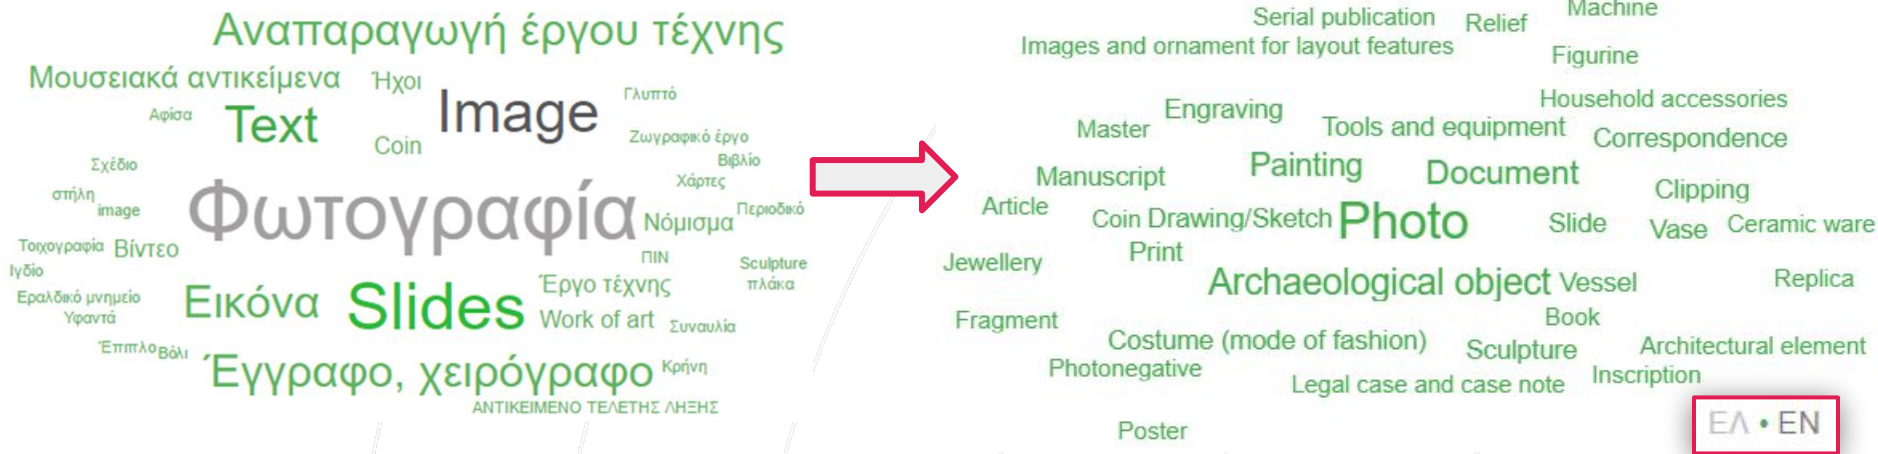 Αναπαραγωγή έργου τέχνης
Μουσειακά αντικείμενα
Ήχοι
Αφίσα
Text
Image
Γλυπτό
Coin
Ζωγραφικό έργο
Σχέδιο
Βιβλίο
Χάρτες
στήλη
image
Φωτογραφία
Νόμισμα
Περιοδικό
Τοιχογραφία
Βίντεο
ΠΙΝ
Ιγδίο
Sculpture
πλάκα
Εραλδικό μνημείο
Υφαντά
Εικόνα
Slides
Έργο τέχνης
Work of art
Συναυλία
Έπιπλο
Βόλι
Έγγραφο, χειρόγραφο
Κρήνη
ΑΝΤΙΚΕΙΜΕΝΟ ΤΕΛΕΤΗΣ ΛΗΞΗΣ
Serial publication
Relief
Machine
Images and ornament for layout features
Figurine
Engraving
Household accessories
Master
Tools and equipment
Correspondence
Manuscript
Painting
Document
Clipping
Article
Coin
Drawing/Sketch
Photo
Slide
Vase
Ceramic ware
Print
Jewellery
Archaeological object
Vessel
Replica
Fragment
Book
Costume (mode of fashion)
Sculpture
Architectural element
Photonegative
Legal case and case note
Inscription
Poster
ΕΛ • EN